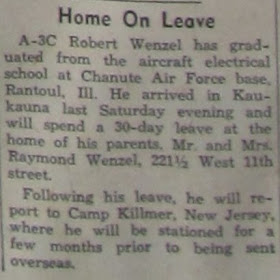 Home On Leave
A-3C Robert Wenzel has grad-
uated from the aircraft electrical
school at Chanute Air Force base,
Rantoul, Ill. He arrived in Kau-
kauna last Saturday evening and
will spend a 30-day leave at the
home of his parents, Mr. and Mrs.
Raymond Wenzel, 221½ West 11th
street.
Following his leave, he will re-
port to Camp Killmer, New Jersey,
where he will be stationed for a
few months prior to being sent
overseas.